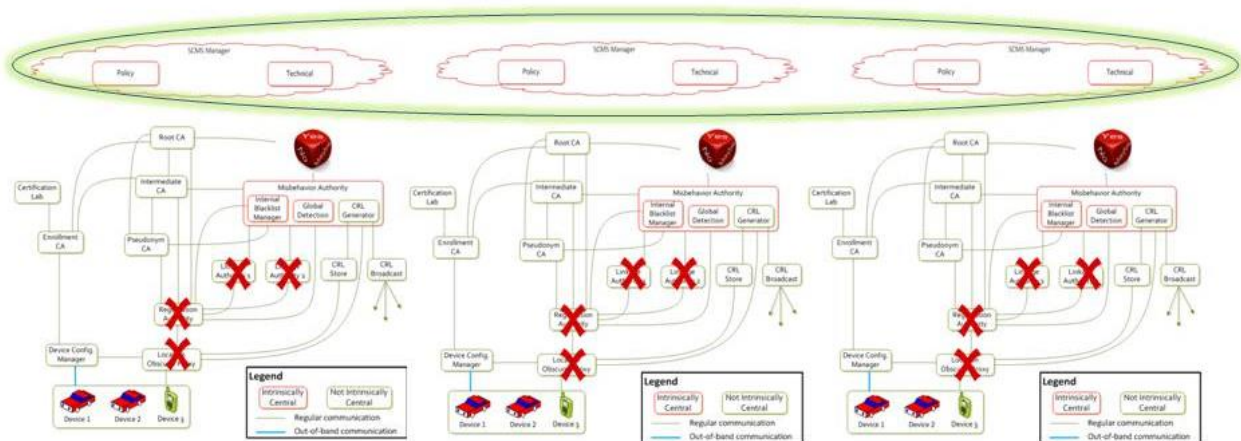 SCMS Manager
Policy
Technical
SCMS Manager
Policy
Technical
SCMS Manager
Policy
Technical
Root CA
Yes
No
Intermediate
CA
Certification
Lab
Misbehavior Authority
Internal
Blacklist
Manager
Global
Detection
CRL
Generator
Enrollment
CA
Pseudonym
CA
CRL
Store
CRL
Broadcast
Device Config.
Manager
Device 1
Device 2
Device 3
Legend
Intrinsically
Central
Not Intrinsically
Central
Regular communication
Out-of-band communication
Root CA
Yes
No
Intermediate
CA
Certification
Lab
Misbehavior Authority
Internal
Blacklist
Manager
Global
Detection
CRL
Generator
Enrollment
CA
Pseudonym
CA
CRL
Store
CRL
Broadcast
Device Config.
Manager
Device 1
Device 2
Device 3
Legend
Intrinsically
Central
Not Intrinsically
Central
Regular communication
Out-of-band communication
Root CA
Yes
No
Intermediate
CA
Certification
Lab
Misbehavior Authority
Internal
Blacklist
Manager
Global
Detection
CRL
Generator
Enrollment
CA
Pseudonym
CA
CRL
Store
CRL
Broadcast
Device Config.
Manager
Device 1
Device 2
Device 3
Legend
Intrinsically
Central
Not Intrinsically
Central
Regular communication
Out-of-band communication